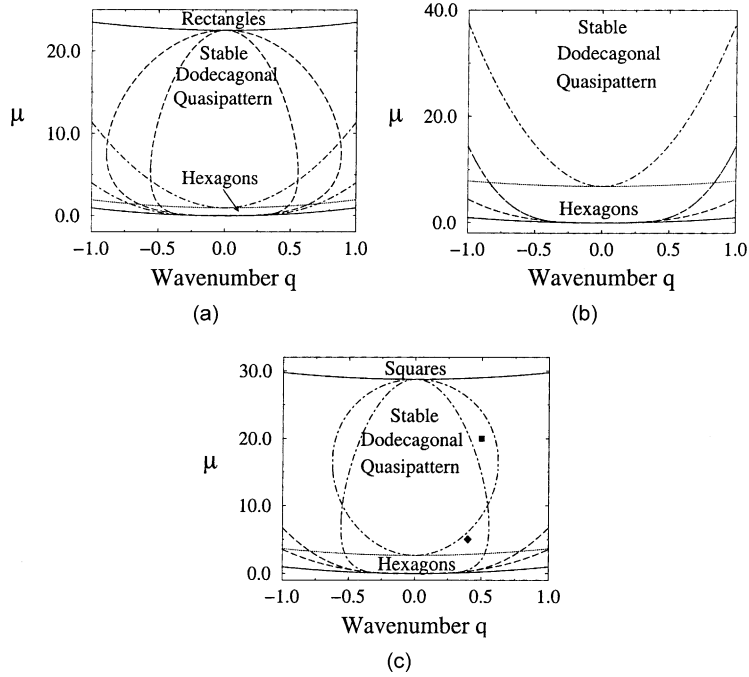 Rectangles
20.0
Stable
Dodecagonal
Quasipattern
μ
10.0
Hexagons
0.0
−1.0 −0.5 0.0 0.5 1.0
Wavenumber q
(a)
40.0
Stable
Dodecagonal
Quasipattern
μ
20.0
Hexagons
0.0
−1.0 −0.5 0.0 0.5 1.0
Wavenumber q
(b)
30.0
Squares
Stable
20.0
Dodecagonal
Quasipattern
μ
10.0
Hexagons
0.0
−1.0 −0.5 0.0 0.5 1.0
Wavenumber q
(c)